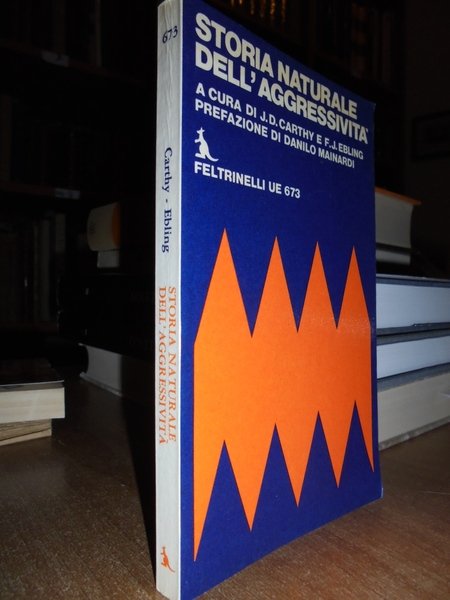 STORIA NATURALE
DELL'AGGRESSIVITÀ
A CURA DI J.D. CARTHY E F.J. EBLING
PREFAZIONE DI DANILO MAINARDI
FELTRINELLI UE 673
673
Carthy - Ebling
STORIA NATURALE
DELL'AGGRESSIVITÀ